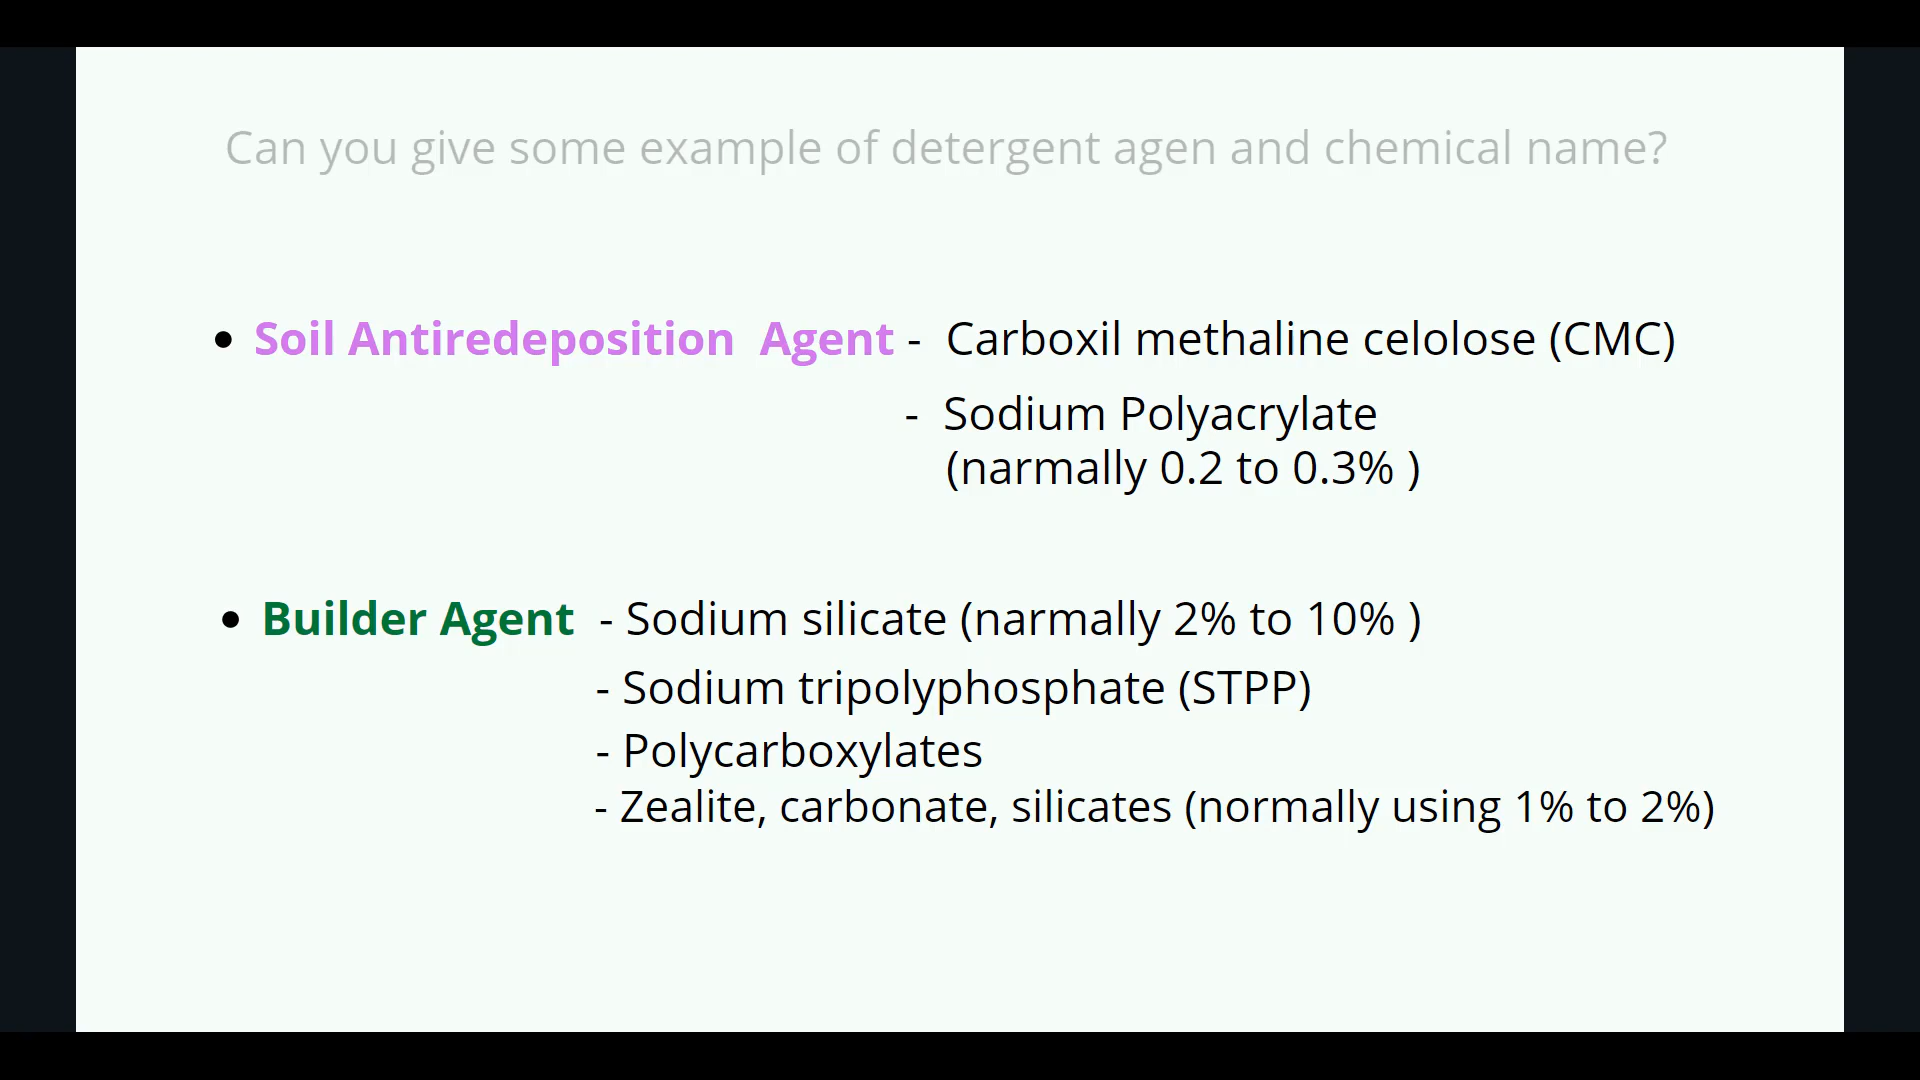 Can you give some example of detergent agen and chemical name?
• Soil Antiredeposition Agent - Carboxil methaline celolose (CMC)
- Sodium Polyacrylate
(narmally 0.2 to 0.3% )
• Builder Agent - Sodium silicate (narmally 2% to 10% )
- Sodium tripolyphosphate (STPP)
- Polycarboxylates
- Zealite, carbonate, silicates (normally using 1% to 2%)